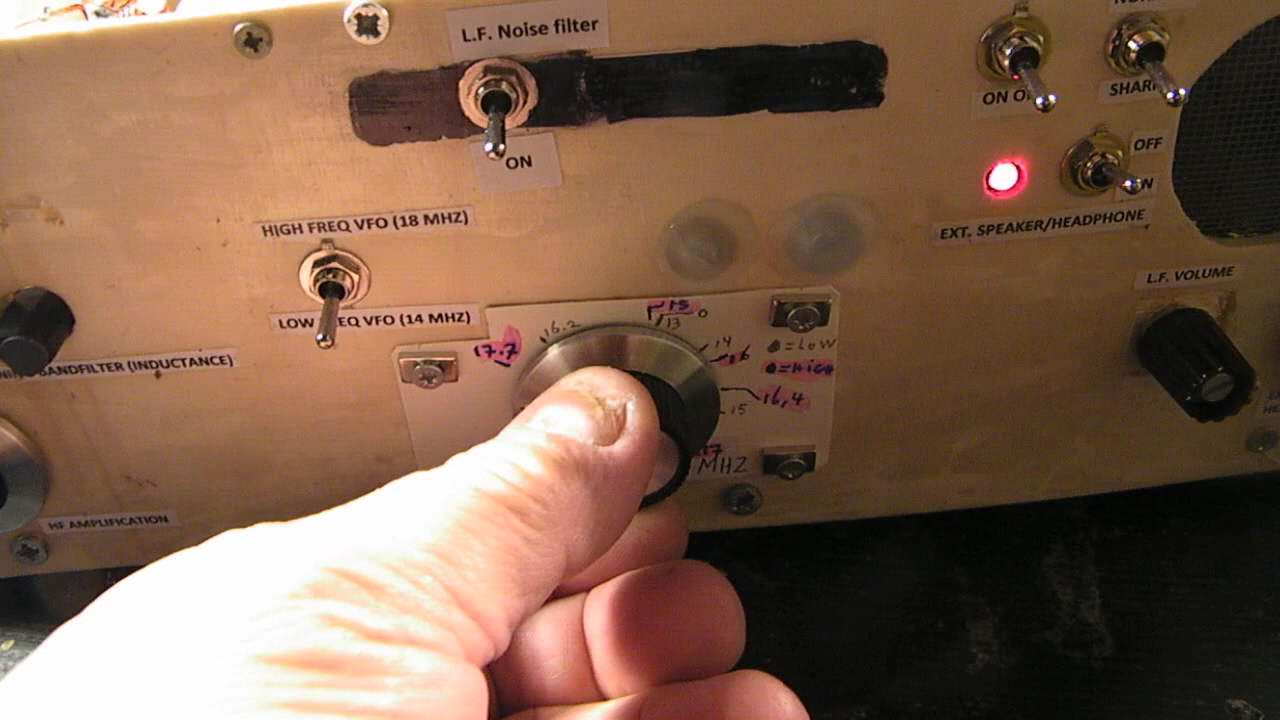 L.F. Noise filter
ON
ON
SHARP
OFF
ON
EXT. SPEAKER/HEADPHONE
HIGH FREQ VFO (18 MHZ)
LOW FREQ VFO (14 MHZ)
L.F. VOLUME
BANDFILTER (INDUCTANCE)
HF AMPLIFICATION
17.7
16.2
15
13
0
14
16
16,4
15
17
MHZ
=LOW
=HIGH